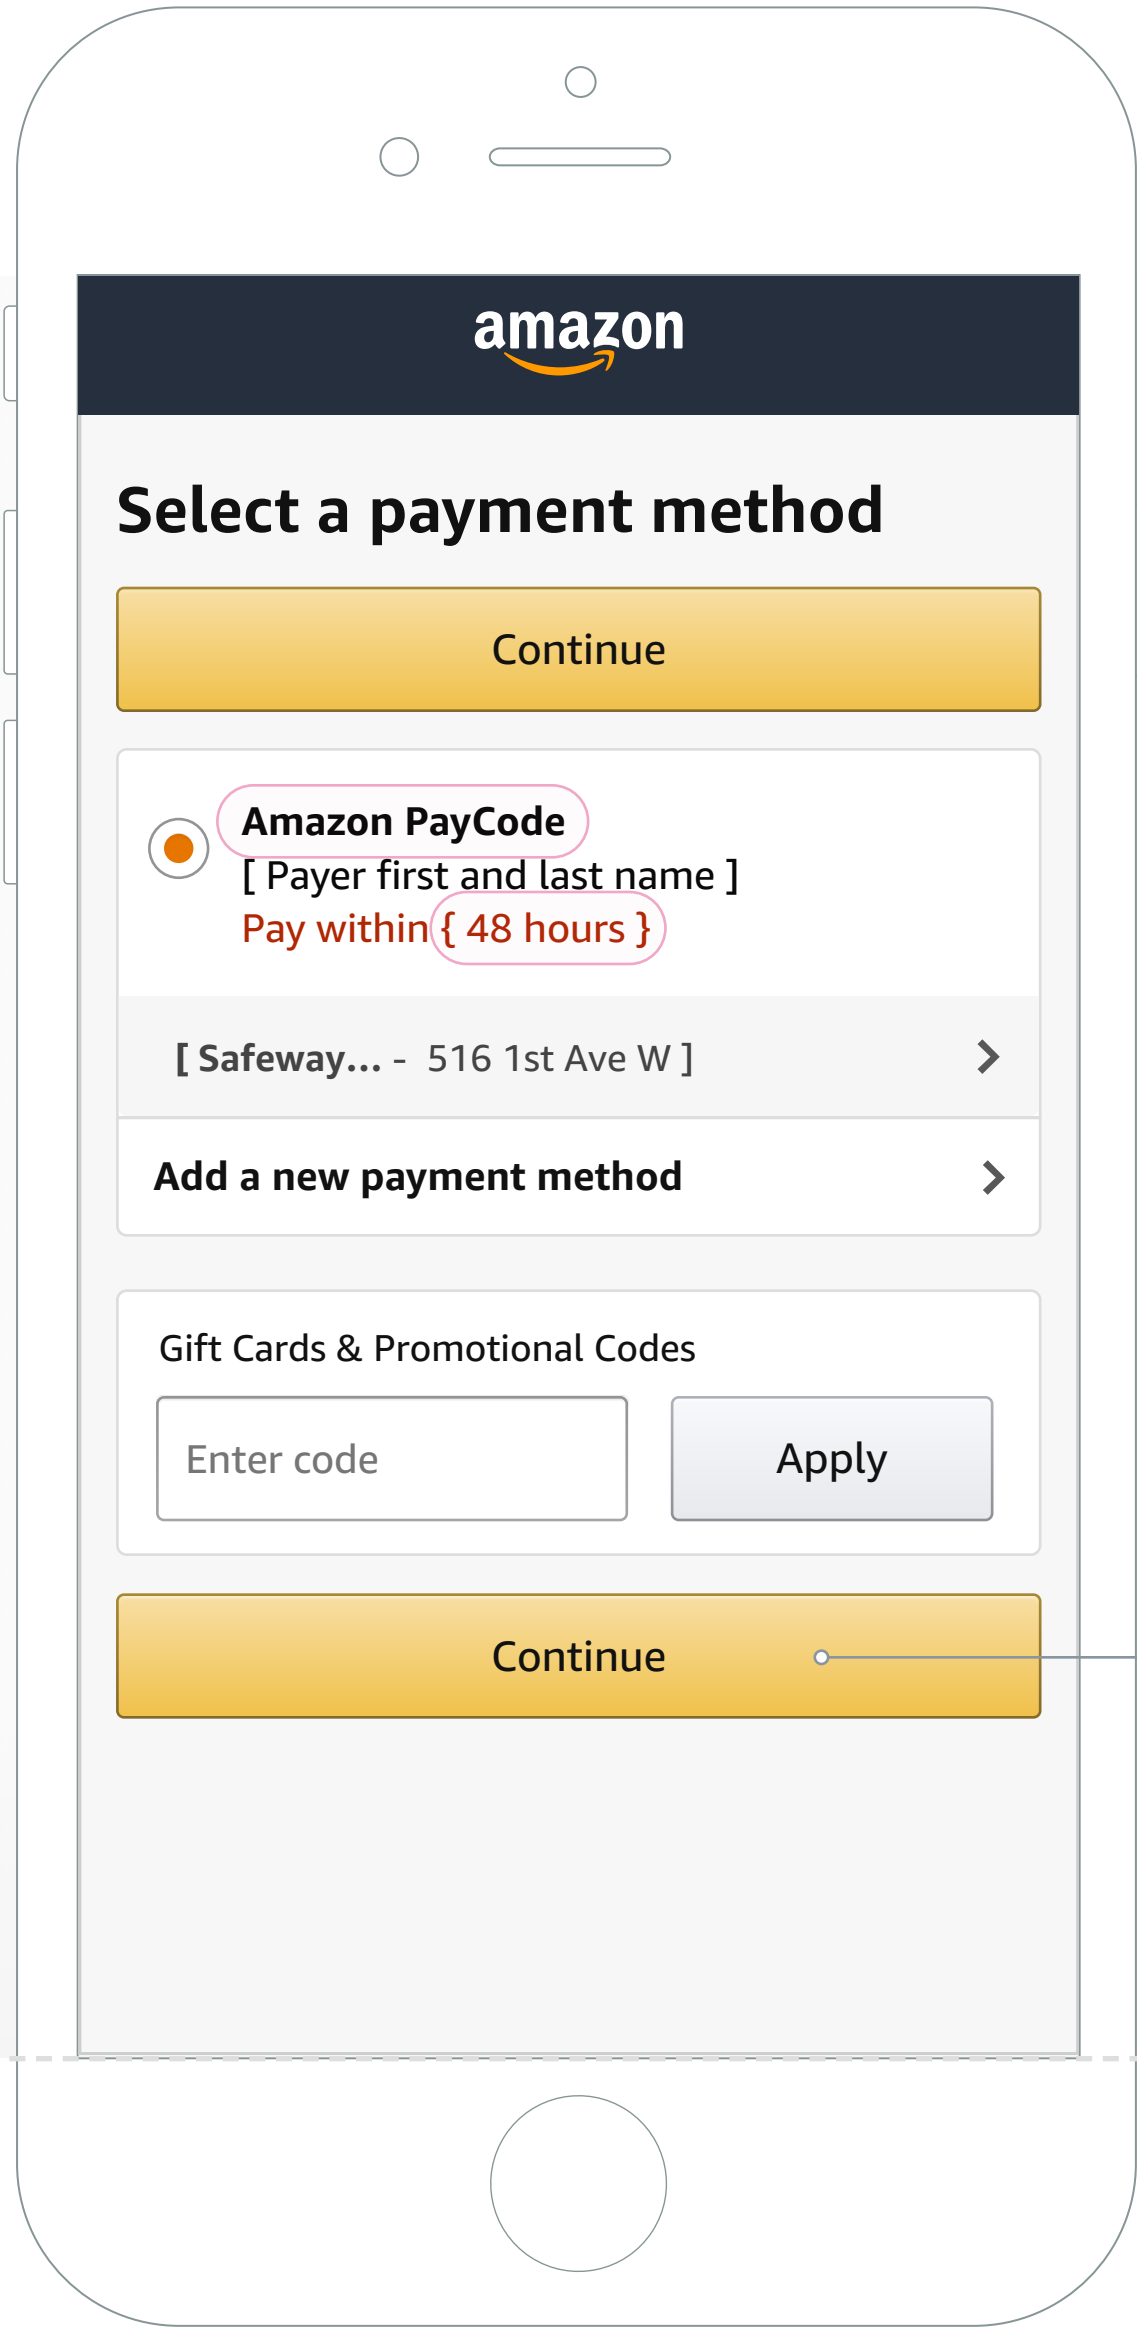 amazon
Select a payment method
Continue
Amazon PayCode
[ Payer first and last name ]
Pay within { 48 hours }
[ Safeway... - 516 1st Ave W ]
Add a new payment method
Gift Cards & Promotional Codes
Enter code
Apply
Continue